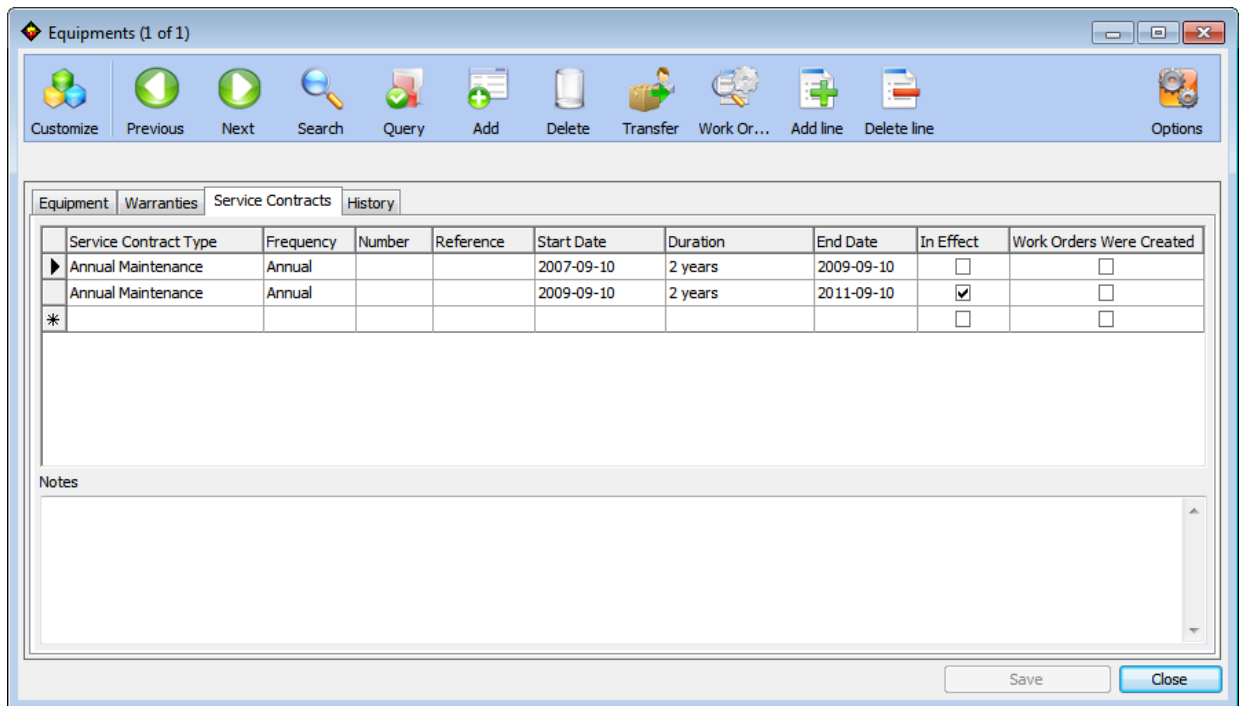 Equipments (1 of 1)
Customize Previous Next Search Query Add Delete Transfer Work Or... Add line Delete line Options
Equipment Warranties Service Contracts History
Service Contract Type Frequency Number Reference Start Date Duration End Date In Effect Work Orders Were Created
Annual Maintenance Annual 2007-09-10 2 years 2009-09-10
Annual Maintenance Annual 2009-09-10 2 years 2011-09-10
Notes
Save Close